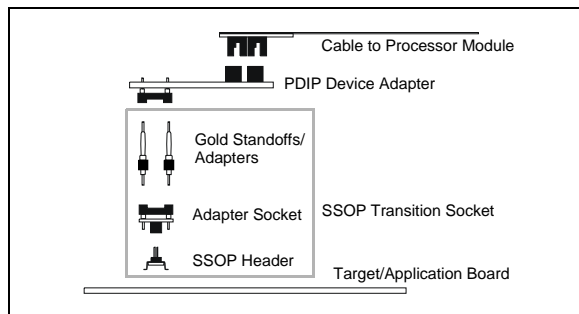 Cable to Processor Module
PDIP Device Adapter
Gold Standoffs/
Adapters
Adapter Socket
SSOP Transition Socket
SSOP Header
Target/Application Board